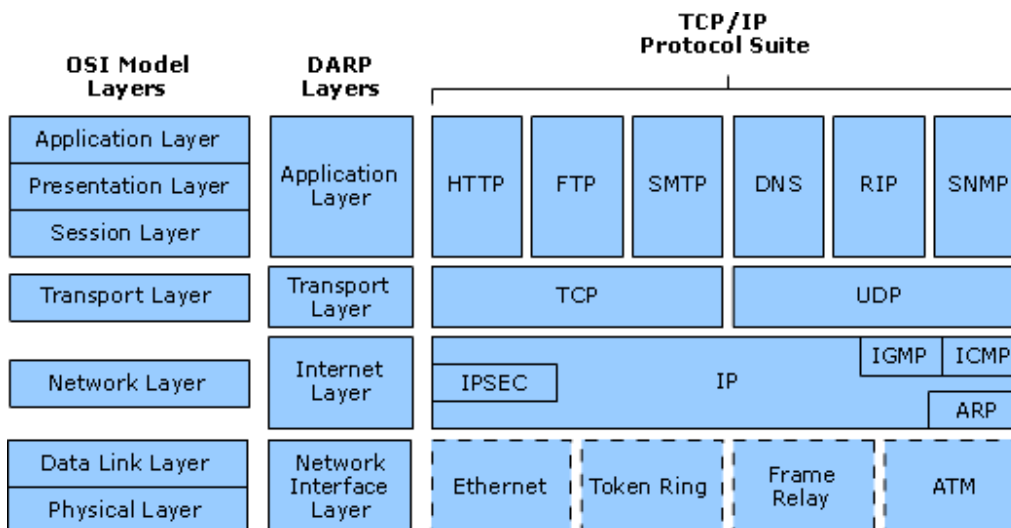 TCP/IP
Protocol Suite
OSI Model
Layers
DARP
Layers
Application Layer
Presentation Layer
Session Layer
Application
Layer
HTTP
FTP
SMTP
DNS
RIP
SNMP
Transport Layer
Transport
Layer
TCP
UDP
Network Layer
Internet
Layer
IPSEC
IP
IGMP
ICMP
ARP
Data Link Layer
Physical Layer
Network
Interface
Layer
Ethernet
Token Ring
Frame
Relay
ATM